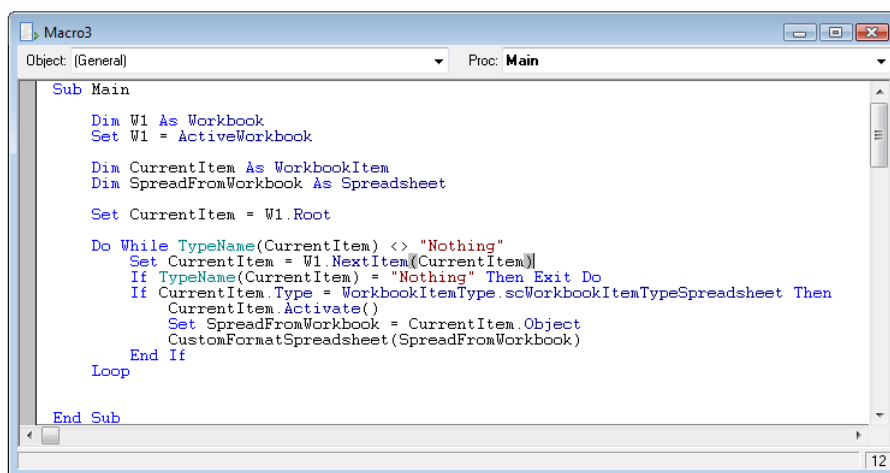 Macro3
Object: (General) Proc: Main
Sub Main
Dim W1 As Workbook
Set W1 = ActiveWorkbook
Dim CurrentItem As WorkbookItem
Dim SpreadFromWorkbook As Spreadsheet
Set CurrentItem = W1.Root
Do While TypeName(CurrentItem) <> "Nothing"
Set CurrentItem = W1.NextItem(CurrentItem)
If TypeName(CurrentItem) = "Nothing" Then Exit Do
If CurrentItem.Type = WorkbookItemType.scWorkbookItemTypeSpreadsheet Then
CurrentItem.Activate()
Set SpreadFromWorkbook = CurrentItem.Object
CustomFormatSpreadsheet(SpreadFromWorkbook)
End If
Loop
End Sub
12